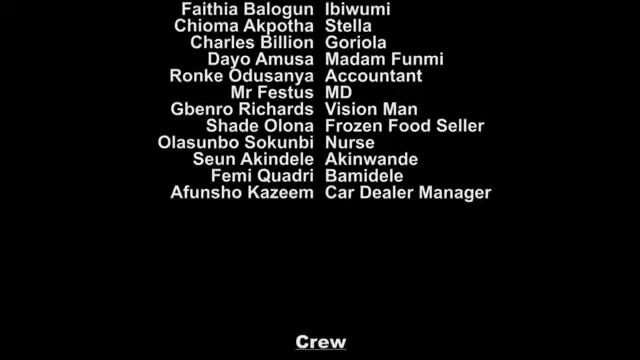 Faithia Balogun Ibiwumi
Chioma Akpotha Stella
Charles Billion Goriola
Dayo Amusa Madam Funmi
Ronke Odusanya Accountant
Mr Festus MD
Gbenro Richards Vision Man
Shade Olona Frozen Food Seller
Olasunbo Sokunbi Nurse
Seun Akindele Akinwande
Femi Quadri Bamidele
Afunsho Kazeem Car Dealer Manager
Crew